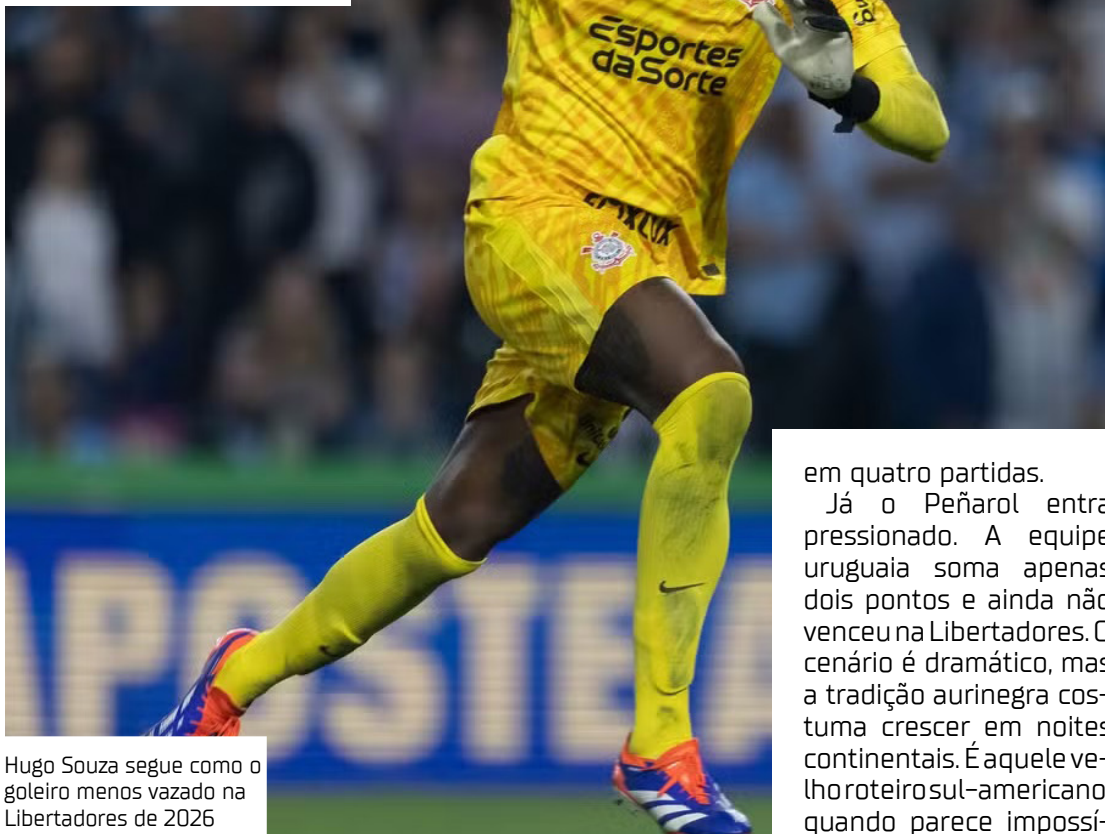 Esportes
da Sorte
APOSTE A
Hugo Souza segue como o
goleiro menos vazado na
Libertadores de 2026
em quatro partidas.
Já o Peñarol entra
pressionado. A equipe
uruguaia soma apenas
dois pontos e ainda não
venceu na Libertadores. O
cenário é dramático, mas
a tradição aurinegra cos-
tuma crescer em noites
continentais. É aquele ve-
lho roteiro sul-americano:
quando parece impossí-